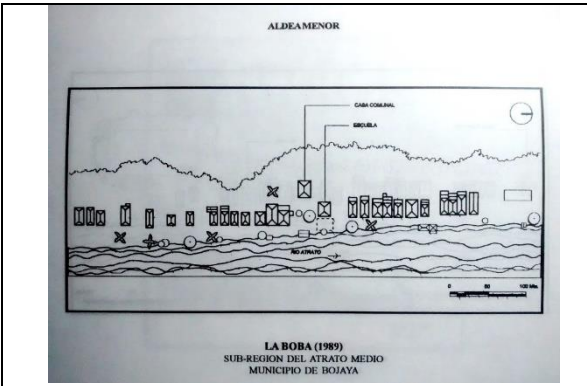 ALDEA MENOR
CASA COMUNAL
ESCUELA
RIO ATRATO
0 50 100 Mts.
LA BOBA (1989)
SUB-REGION DEL ATRATO MEDIO
MUNICIPIO DE BOJAYA